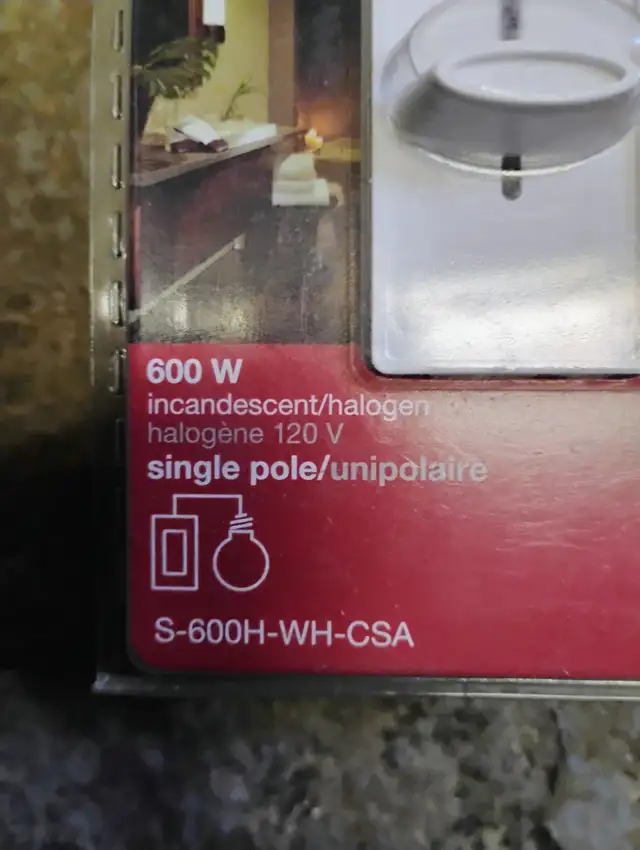 600 W
incandescent/halogen
halogène 120 V
single pole/unipolaire
S-600H-WH-CSA